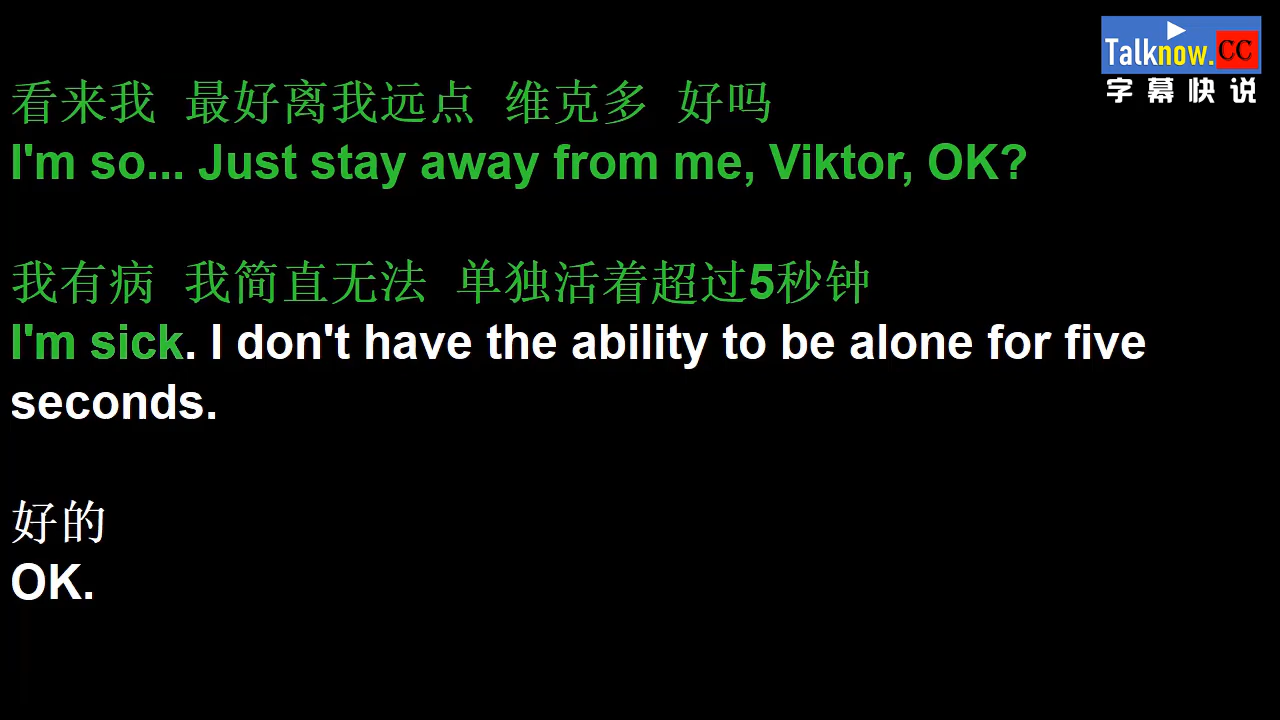 Talknow.CC
字幕快说
看来我 最好离我远点 维克多 好吗
I'm so... Just stay away from me, Viktor, OK?
我有病 我简直无法 单独活着超过5秒钟
I'm sick. I don't have the ability to be alone for five
seconds.
好的
OK.